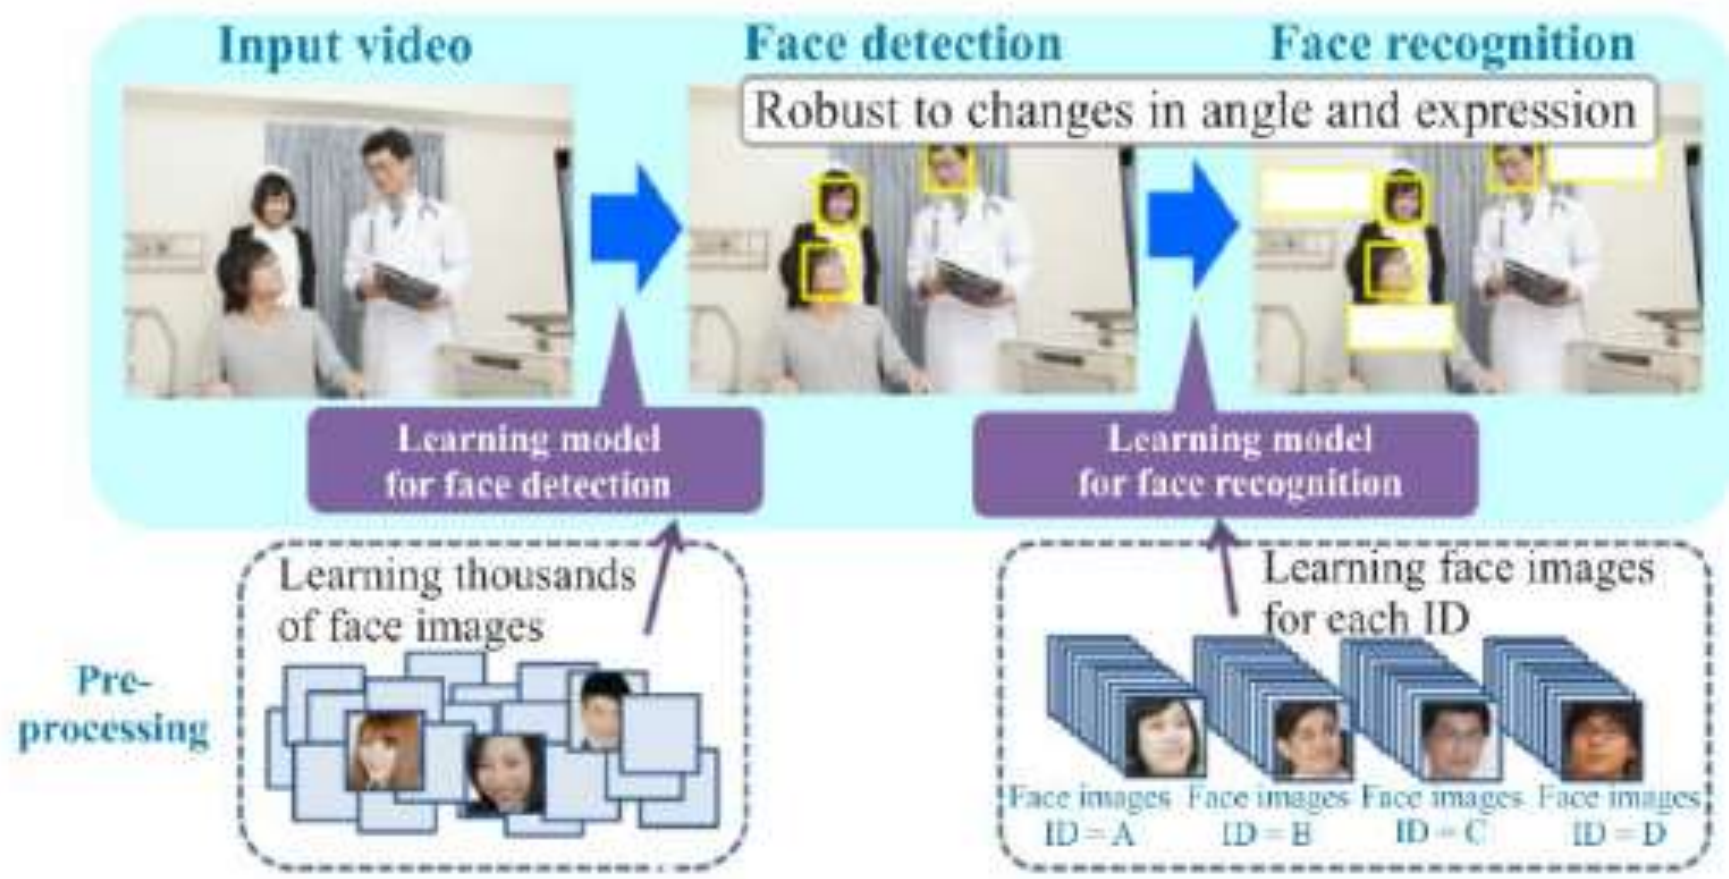 Input video
Face detection
Face recognition
Robust to changes in angle and expression
Learning model
for face detection
Learning model
for face recognition
Learning thousands
of face images
Learning face images
for each ID
Pre-
processing
Face images
ID = A
Face images
ID = B
Face images
ID = C
Face images
ID = D